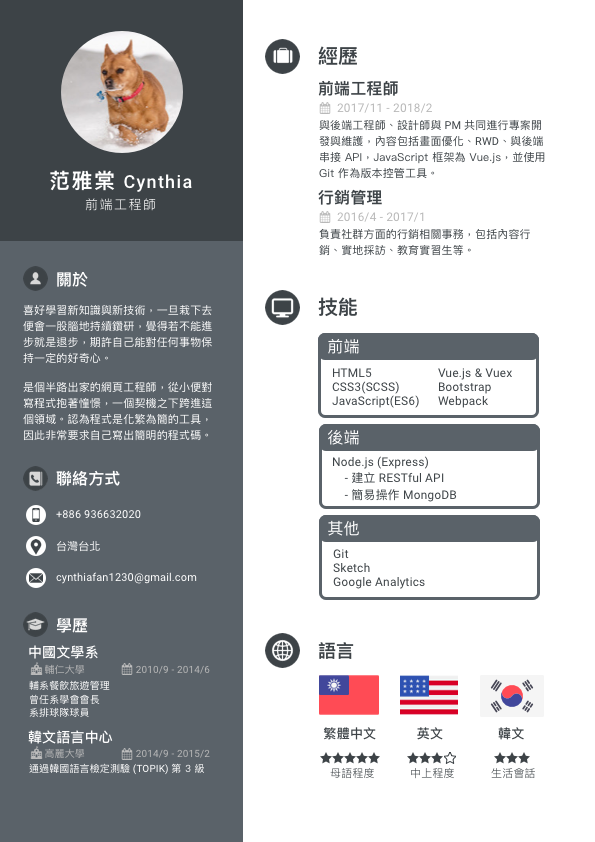 范雅棠 Cynthia
前端工程師
關於
喜好學習新知識與新技術，一旦栽下去
便會一股腦地持續鑽研，覺得若不能進
步就是退步，期許自己能對任何事物保
持一定的好奇心。
是個半路出家的網頁工程師，從小便對
寫程式抱著憧憬，一個契機之下跨進這
個領域。認為程式是化繁為簡的工具，
因此非常要求自己寫出簡明的程式碼。
聯絡方式
+886 936632020
台灣台北
cynthiafan1230@gmail.com
學歷
中國文學系
輔仁大學 2010/9 - 2014/6
輔系餐飲旅遊管理
曾任系學會會長
系排球隊球員
韓文語言中心
高麗大學 2014/9 - 2015/2
通過韓國語言檢定測驗 (TOPIK) 第 3 級
經歷
前端工程師
2017/11 - 2018/2
與後端工程師、設計師與 PM 共同進行專案開
發與維護，內容包括畫面優化、RWD、與後端
串接 API，JavaScript 框架為 Vue.js，並使用
Git 作為版本控管工具。
行銷管理
2016/4 - 2017/1
負責社群方面的行銷相關事務，包括內容行
銷、實地採訪、教育實習生等。
技能
前端
HTML5 Vue.js & Vuex
CSS3(SCSS) Bootstrap
JavaScript(ES6) Webpack
後端
Node.js (Express)
- 建立 RESTful API
- 簡易操作 MongoDB
其他
Git
Sketch
Google Analytics
語言
繁體中文 英文 韓文
母語程度 中上程度 生活會話